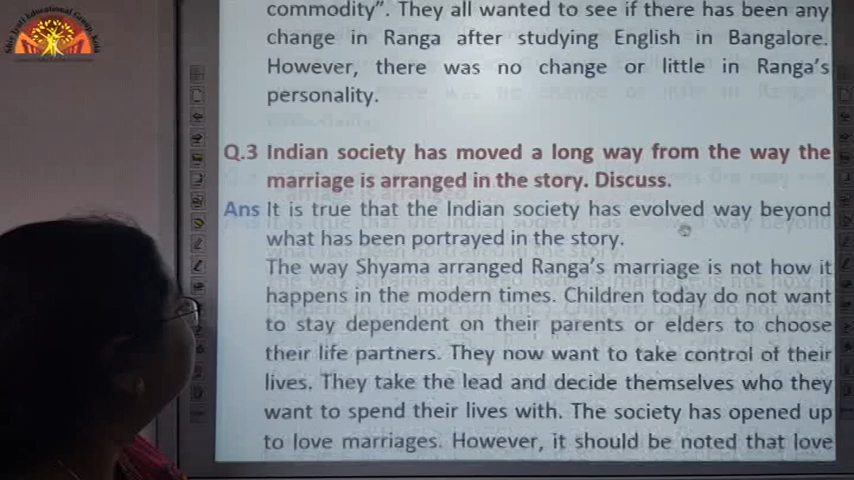 Shiv Jyoti Educational Group, Kota
commodity". They all wanted to see if there has been any
change in Ranga after studying English in Bangalore.
However, there was no change or little in Ranga's
personality.
Q.3 Indian society has moved a long way from the way the
marriage is arranged in the story. Discuss.
Ans It is true that the Indian society has evolved way beyond
what has been portrayed in the story.
The way Shyama arranged Ranga's marriage is not how it
happens in the modern times. Children today do not want
to stay dependent on their parents or elders to choose
their life partners. They now want to take control of their
lives. They take the lead and decide themselves who they
want to spend their lives with. The society has opened up
to love marriages. However, it should be noted that love